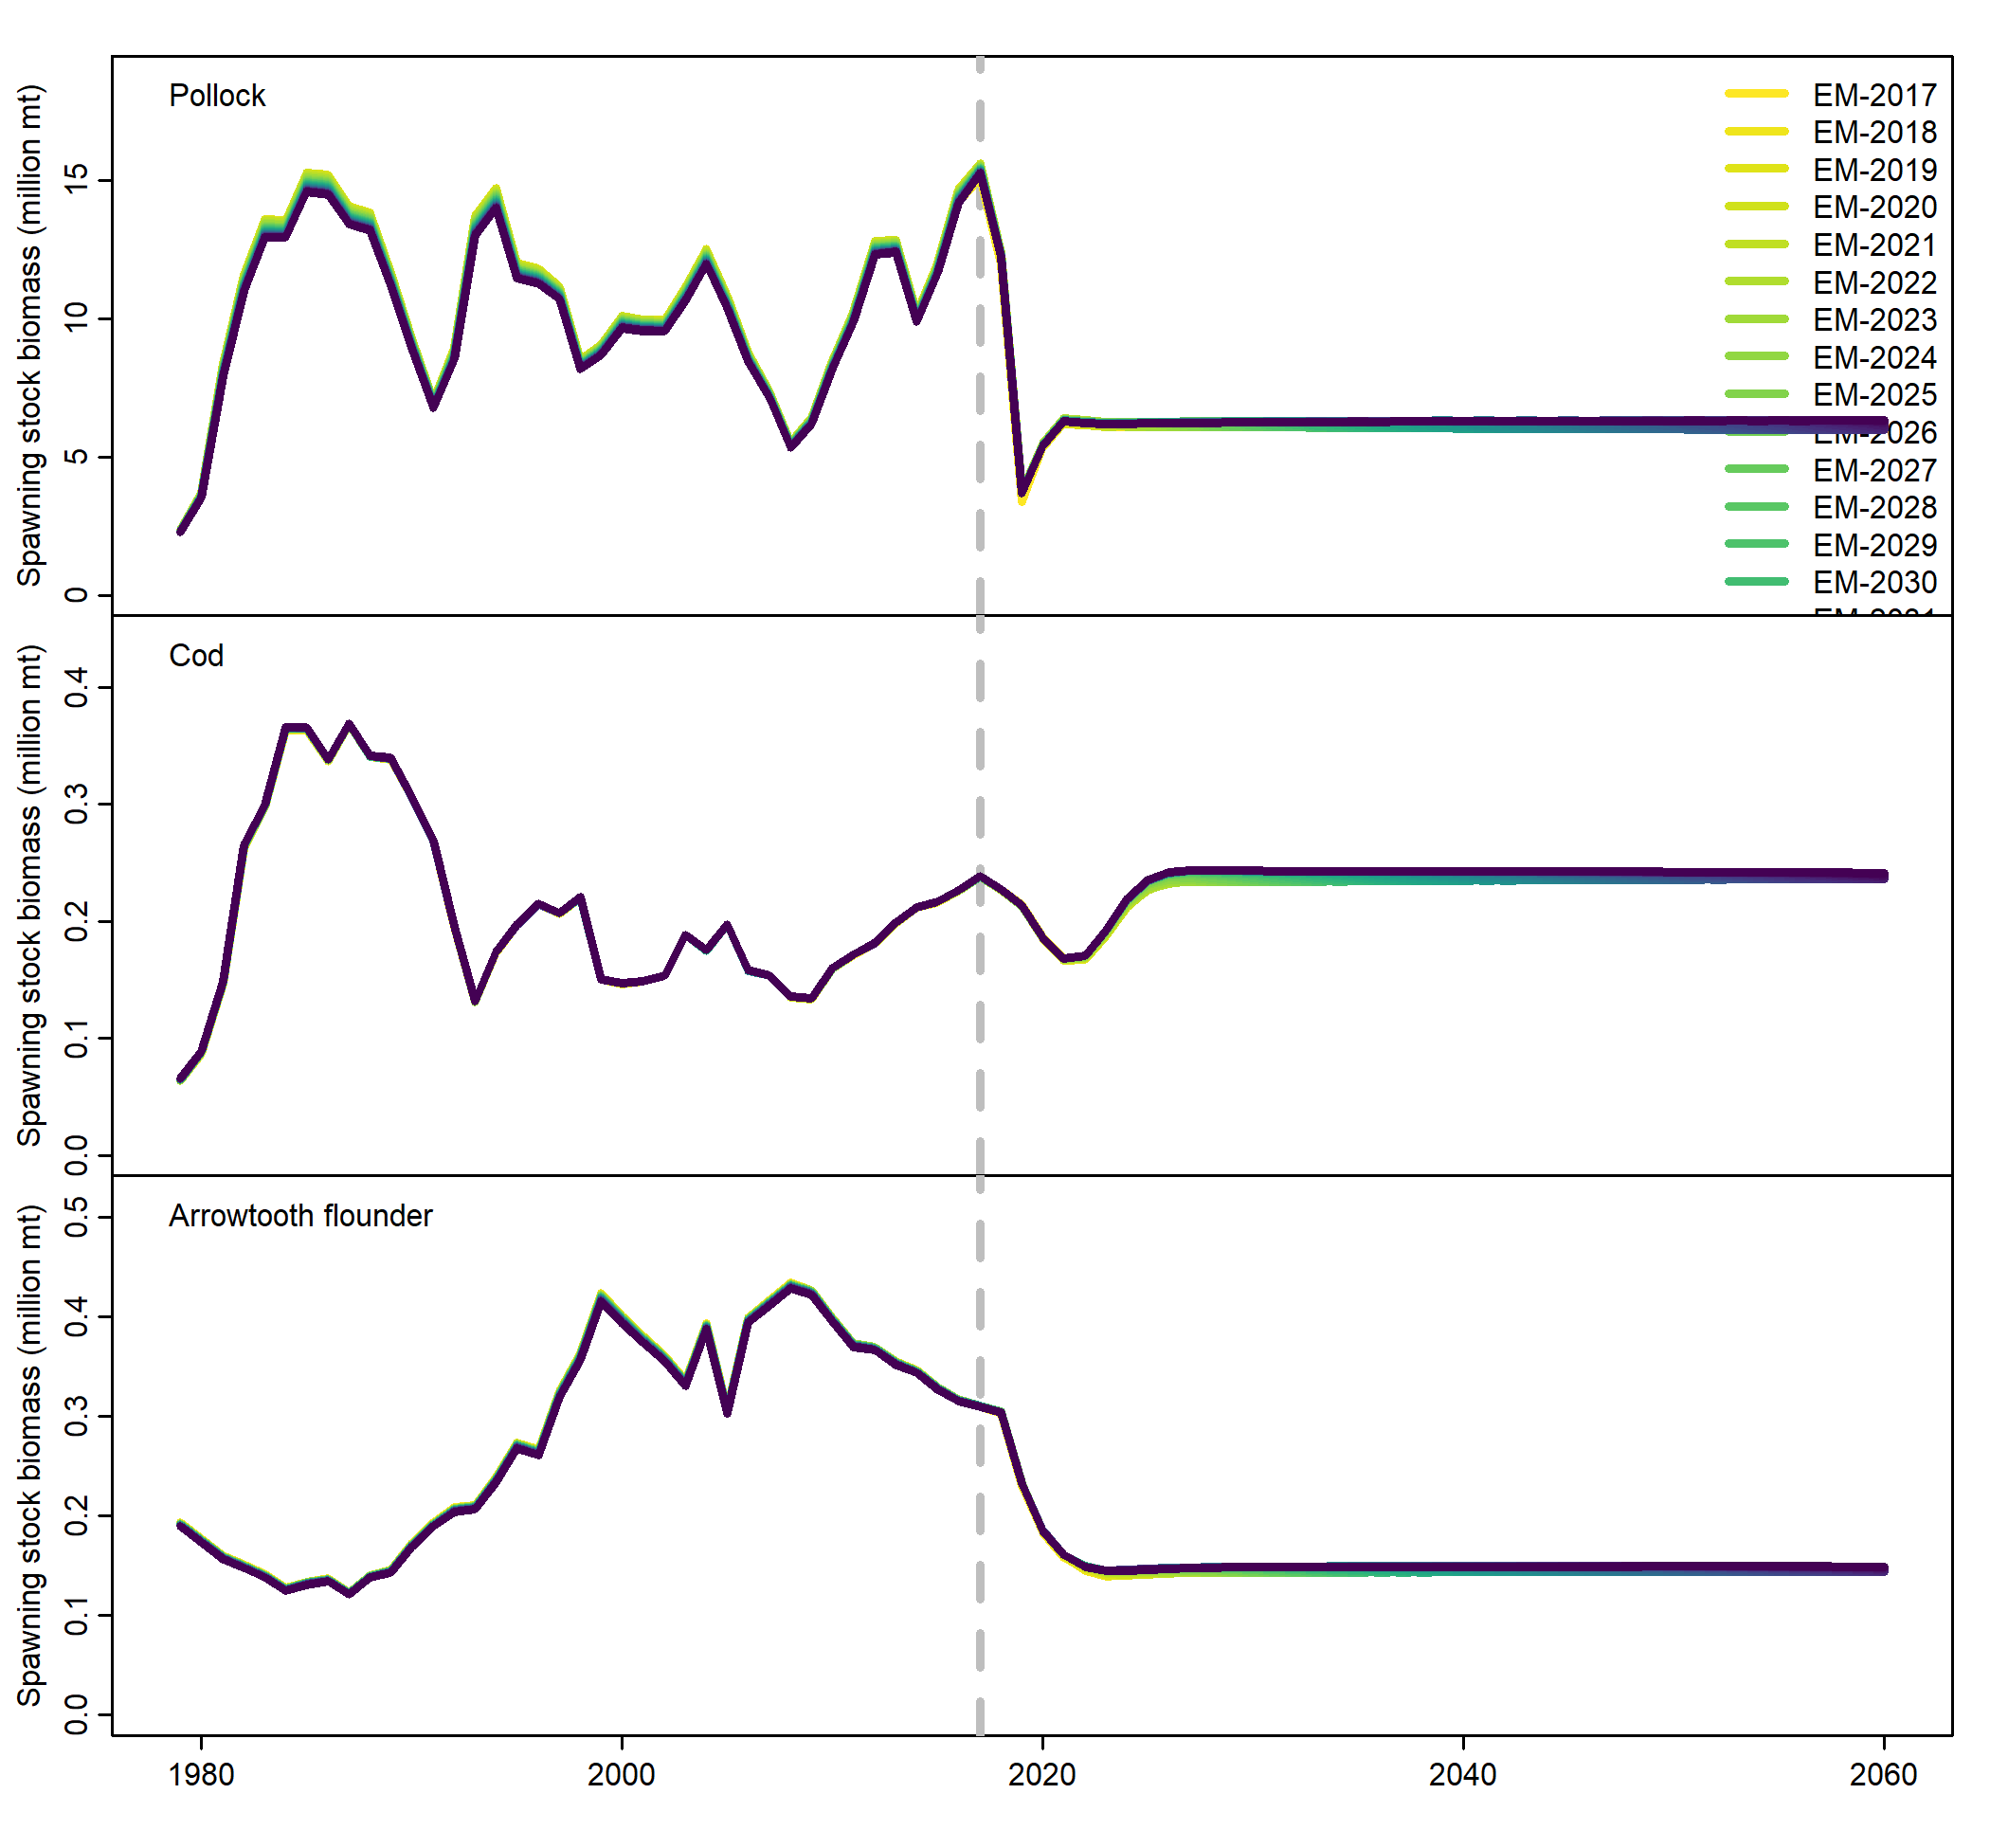 Pollock
Spawning stock biomass (million mt)
15
10
5
0
EM-2017
EM-2018
EM-2019
EM-2020
EM-2021
EM-2022
EM-2023
EM-2024
EM-2025
EM-2026
EM-2027
EM-2028
EM-2029
EM-2030
Cod
Spawning stock biomass (million mt)
0.4
0.3
0.2
0.1
0.0
Arrowtooth flounder
Spawning stock biomass (million mt)
0.5
0.4
0.3
0.2
0.1
0.0
1980 2000 2020 2040 2060